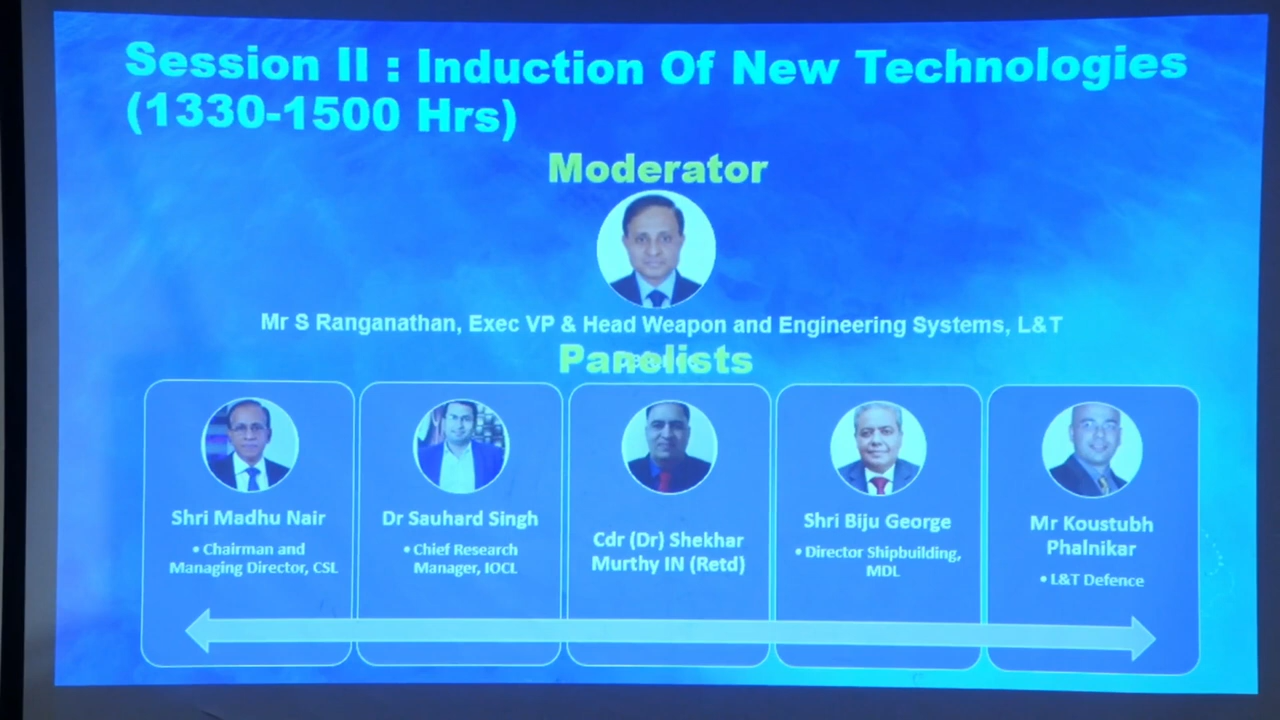 Session II : Induction Of New Technologies
(1330-1500 Hrs)
Moderator
Mr S Ranganathan, Exec VP & Head Weapon and Engineering Systems, L&T
Panelists
Shri Madhu Nair
• Chairman and
Managing Director, CSL
Dr Sauhard Singh
• Chief Research
Manager, IOCL
Cdr (Dr) Shekhar
Murthy IN (Retd)
Shri Biju George
• Director Shipbuilding,
MDL
Mr Koustubh
Phalnikar
• L&T Defence